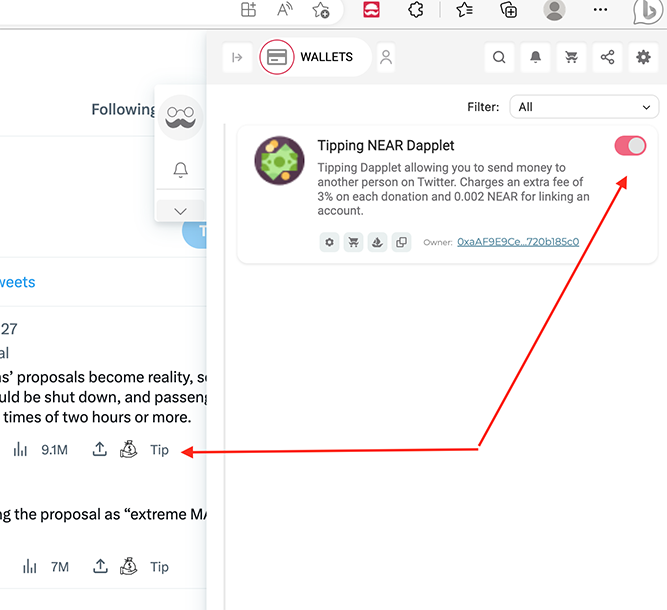 WALLETS
Following
Filter:
All
Tipping NEAR Dapplet
Tipping Dapplet allowing you to send money to
another person on Twitter. Charges an extra fee of
3% on each donation and 0.002 NEAR for linking an
account.
Owner: 0xaAF9E9Ce...720b185c0
T
weets
27
al
ns’ proposals become reality, s
uld be shut down, and passeng
times of two hours or more.
9.1M
Tip
ng the proposal as “extreme MA
7M
Tip